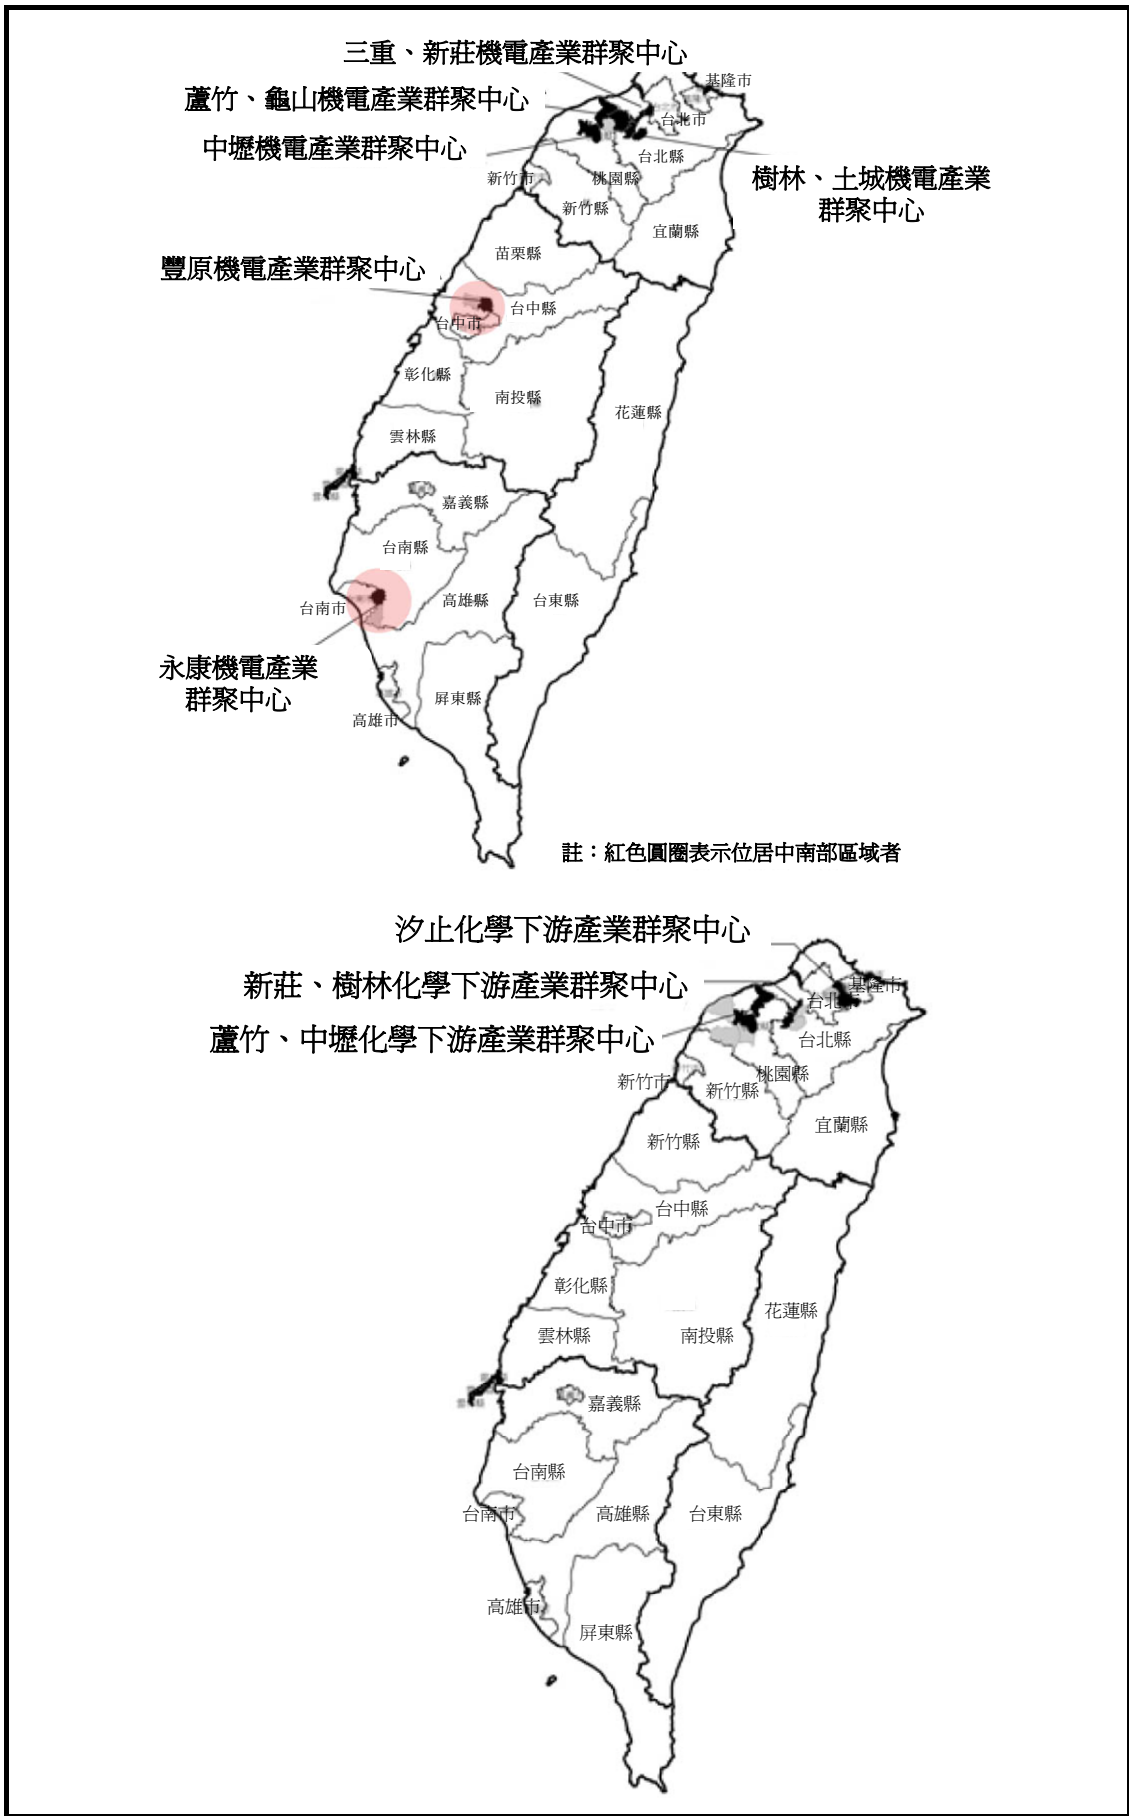 三重、新莊機電產業群聚中心
基隆市
蘆竹、龜山機電產業群聚中心
台北市
中壢機電產業群聚中心
台北縣
樹林、土城機電產業
群聚中心
新竹市
桃園縣
新竹縣
宜蘭縣
苗栗縣
豐原機電產業群聚中心
台中縣
台中市
彰化縣
南投縣
花蓮縣
雲林縣
嘉義縣
台南縣
台南市
高雄縣
台東縣
永康機電產業
群聚中心
屏東縣
高雄市
註：紅色圓圈表示位居中南部區域者
汐止化學下游產業群聚中心
新莊、樹林化學下游產業群聚中心
基隆市
台北市
蘆竹、中壢化學下游產業群聚中心
台北縣
新竹市
桃園縣
新竹縣
宜蘭縣
新竹縣
台中縣
台中市
彰化縣
花蓮縣
雲林縣
南投縣
嘉義縣
台南縣
台南市
高雄縣
台東縣
高雄市
屏東縣